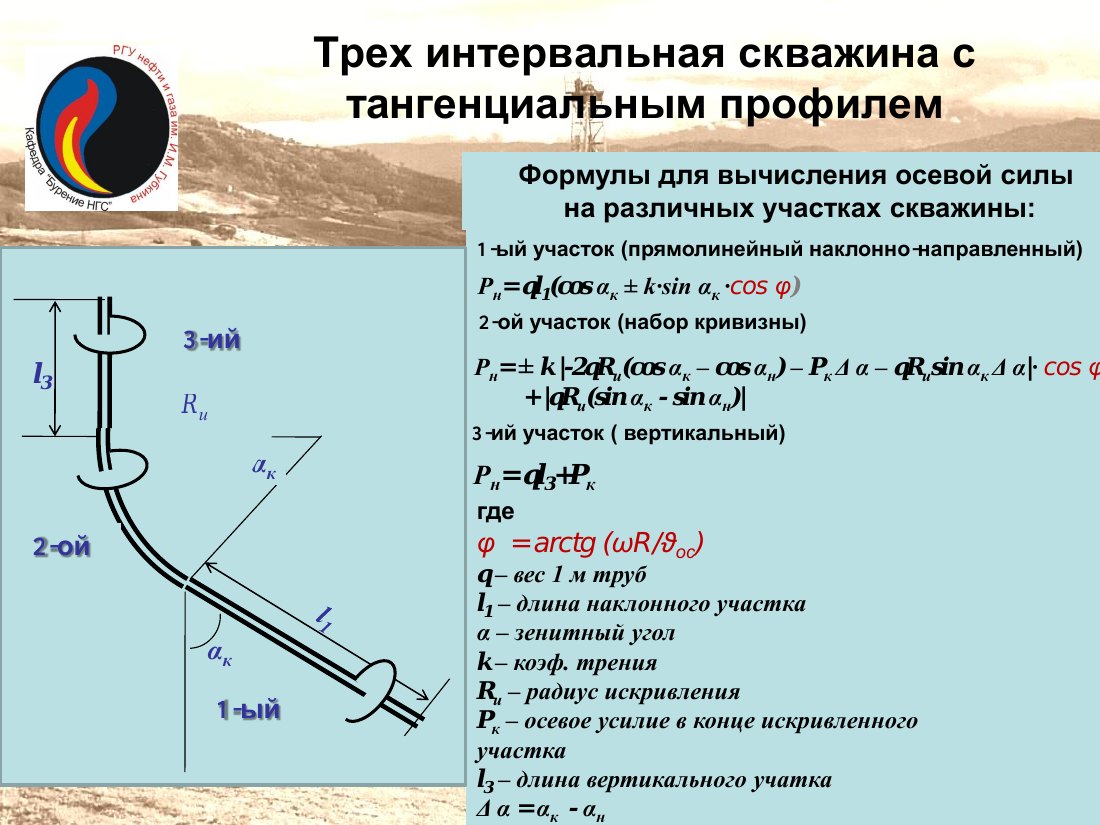 Трех интервальная скважина с
тангенциальным профилем
РГУ нефти и газа им. И.М. Губкина
Кафедра "Бурение НГС"
Формулы для вычисления осевой силы
на различных участках скважины:
1-ый участок (прямолинейный наклонно-направленный)
Pн=ql1(cos αк ± k·sin αк ·cos φ)
2-ой участок (набор кривизны)
Pн=± k |-2qRи(cos αк – cos αн) – PкΔ α – qRиsin αкΔ α|· cos φ
+|qRи(sin αк - sin αн)|
3-ий участок ( вертикальный)
Pн=ql3+Pк
где
φ = arctg (ωR/ϑос)
q – вес 1 м труб
l1 – длина наклонного участка
α – зенитный угол
k – коэф. трения
Rи – радиус искривления
Pк – осевое усилие в конце искривленного
участка
l3 – длина вертикального учатка
Δ α =αк - αн
3-ий
l3
Rи
αк
2-ой
l1
αк
1-ый